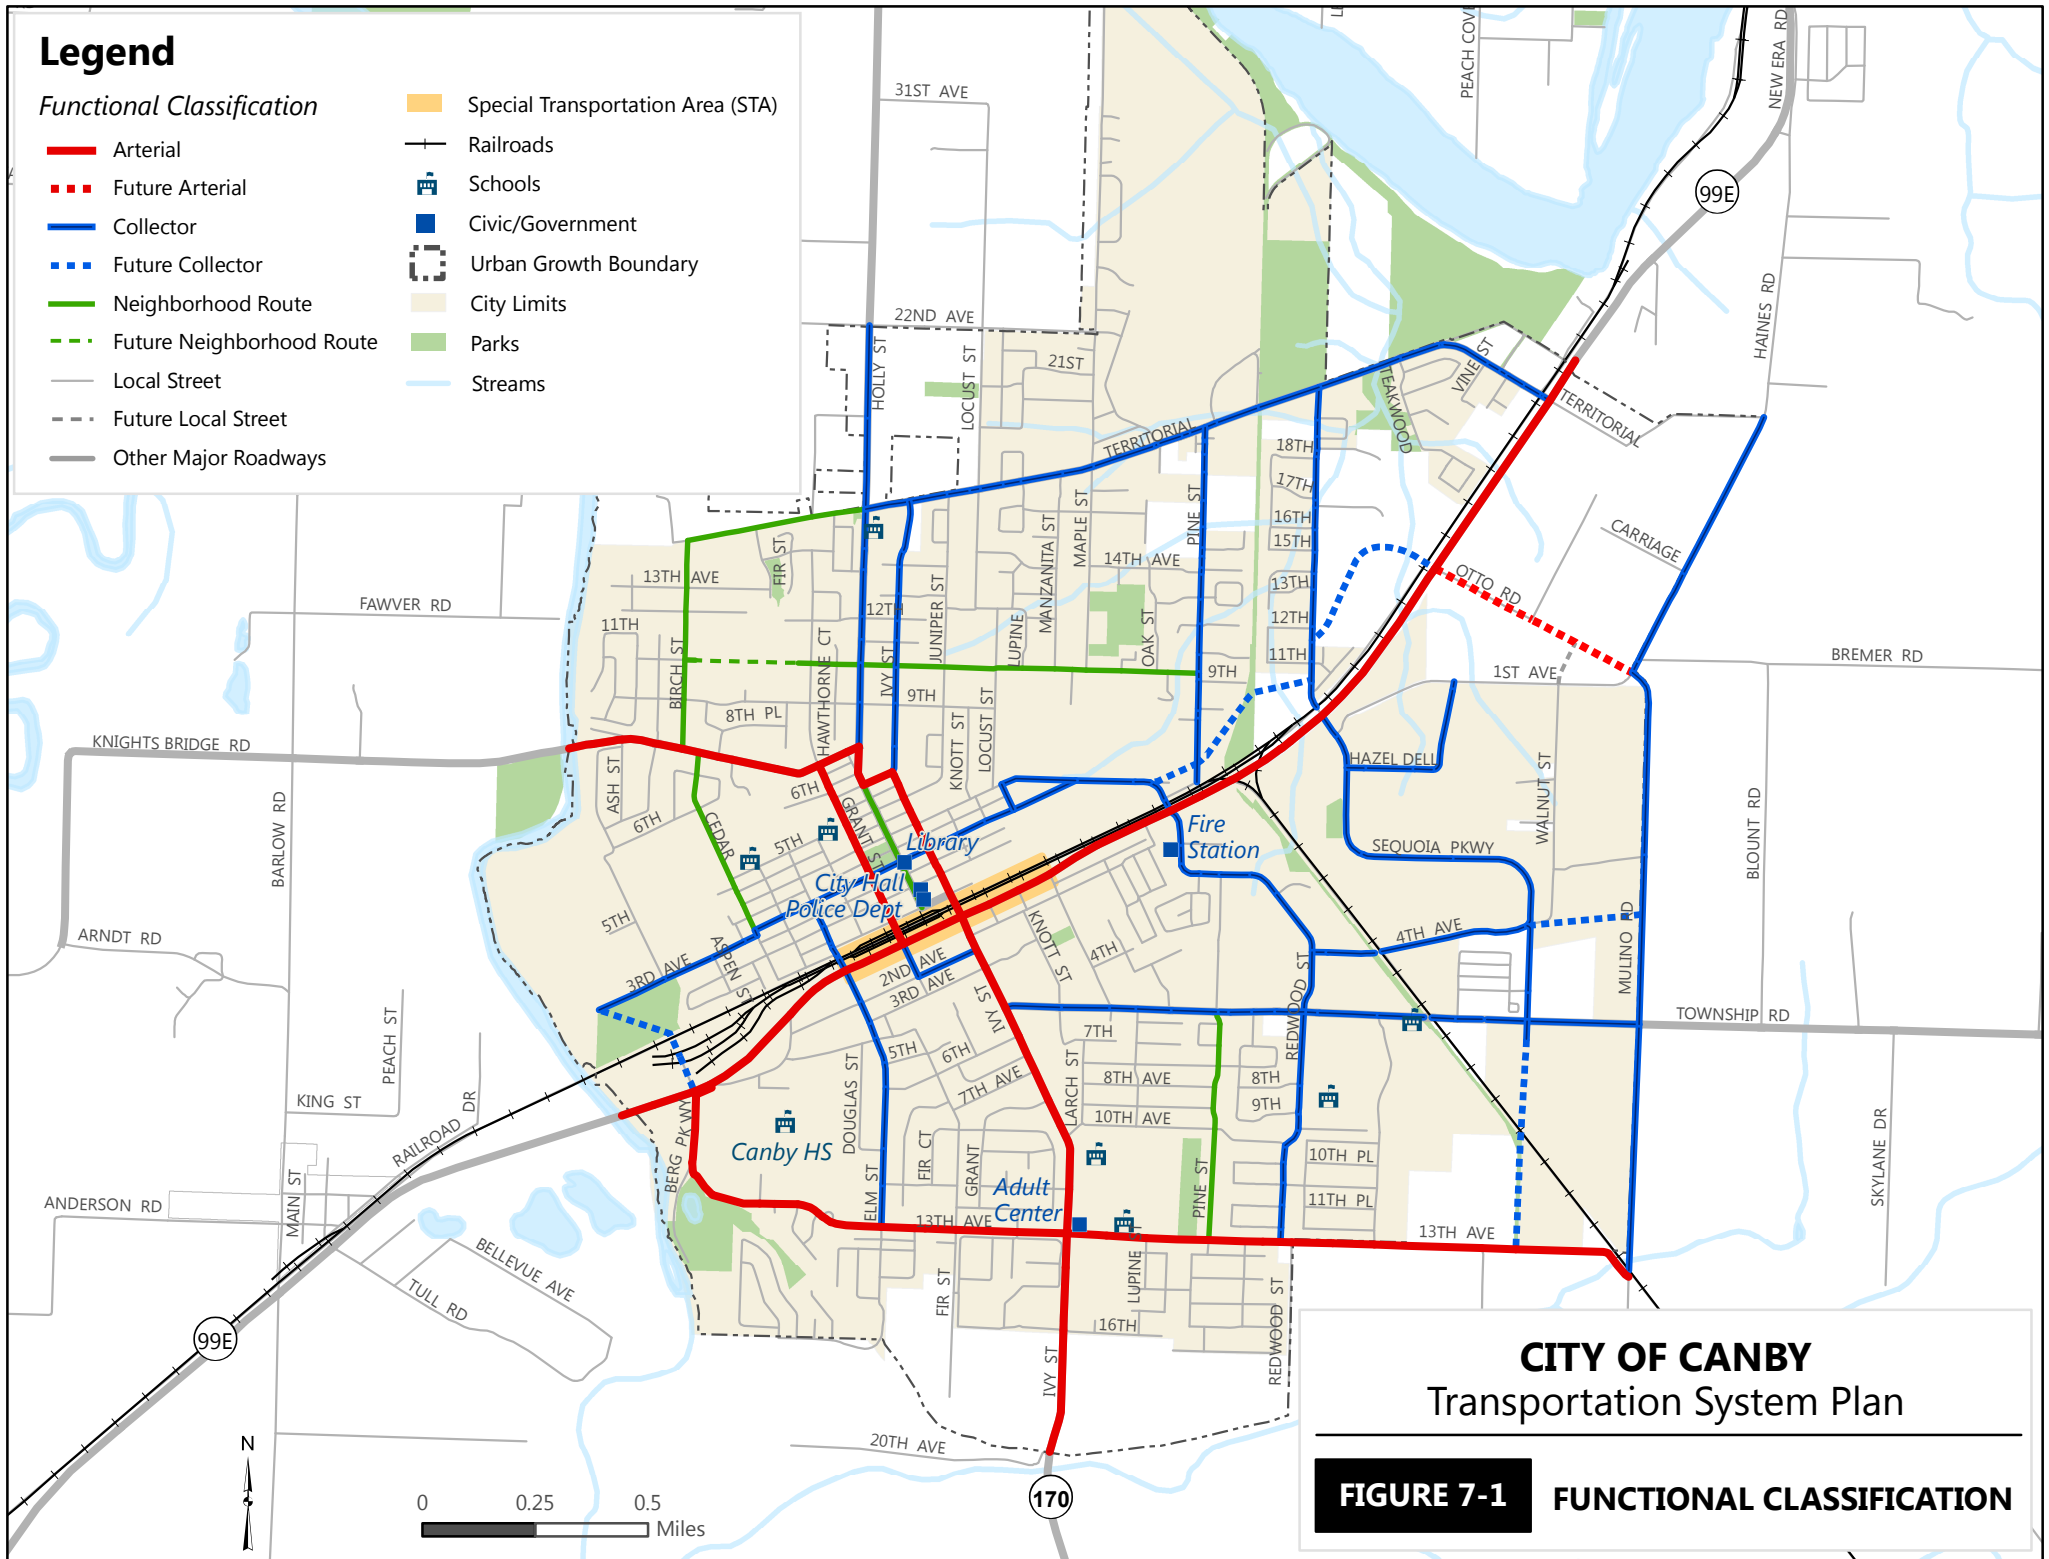 Legend
Functional Classification
Arterial
Future Arterial
Collector
Future Collector
Neighborhood Route
Future Neighborhood Route
Local Street
Future Local Street
Other Major Roadways
Special Transportation Area (STA)
Railroads
Schools
Civic/Government
Urban Growth Boundary
City Limits
Parks
Streams
31ST AVE
PEACH COV
NEW ERA RD
99E
22ND AVE
HOLLY ST
LOCUST ST
21ST
TEAKWOOD
VINE ST
HAINES RD
TERRITORIAL
TERRITORIAL
18TH
17TH
16TH
15TH
13TH
12TH
11TH
PINE ST
MAPLE ST
MANZANITA ST
14TH AVE
OAK ST
LUPINE
JUNIPER ST
12TH
IVY ST
HAWTHORNE CT
FIR ST
13TH AVE
11TH
BIRCH ST
8TH PL
9TH
9TH
KNOTT ST
LOCUST ST
CARRIAGE
OTTO RD
1ST AVE
BREMER RD
FAWVER RD
KNIGHTS BRIDGE RD
BARLOW RD
ARNDT RD
ASH ST
6TH
6TH
CEDAR
5TH
GRANT ST
5TH
3RD AVE
ASPEN ST
Library
City Hall
Police Dept
Fire
Station
HAZEL DELL
SEQUOIA PKWY
WALNUT ST
BLOUNT RD
4TH AVE
MULINO RD
TOWNSHIP RD
2ND AVE
3RD AVE
IVY ST
KNOTT ST
4TH
REDWOOD ST
7TH
8TH AVE
10TH AVE
LARCH ST
5TH
6TH
7TH AVE
DOUGLAS ST
8TH
9TH
10TH PL
11TH PL
PEACH ST
KING ST
RAILROAD DR
MAIN ST
ANDERSON RD
BERG PKWY
Canby HS
ELM ST
FIR CT
GRANT
Adult
Center
13TH AVE
PINE ST
LUPINE ST
13TH AVE
SKYLANE DR
BELLEVUE AVE
TULL RD
99E
FIR ST
16TH
IVY ST
REDWOOD ST
20TH AVE
170
N
0 0.25 0.5
Miles
CITY OF CANBY
Transportation System Plan
FIGURE 7-1
FUNCTIONAL CLASSIFICATION